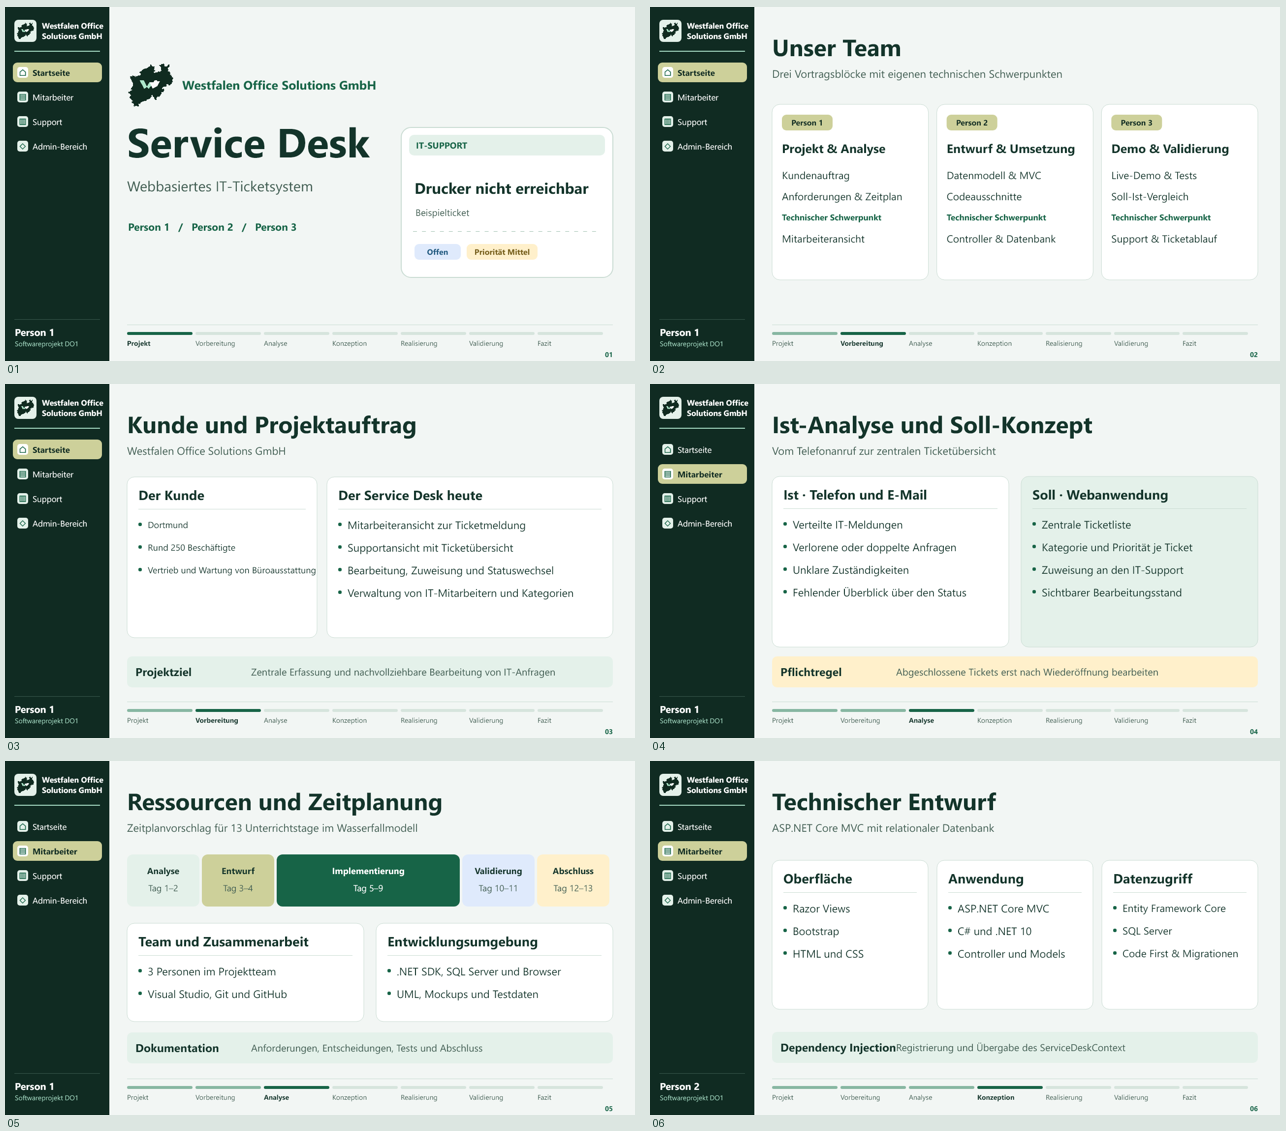 Westfalen Office
Solutions GmbH
Startseite
Mitarbeiter
Support
Admin-Bereich
Westfalen Office Solutions GmbH
Service Desk
Webbasiertes IT-Ticketsystem
Person 1 / Person 2 / Person 3
IT-SUPPORT
Drucker nicht erreichbar
Beispielticket
Offen
Priorität Mittel
Person 1
Softwareprojekt DO1
Projekt
Vorbereitung
Analyse
Konzeption
Realisierung
Validierung
Fazit
01
01
Westfalen Office
Solutions GmbH
Startseite
Mitarbeiter
Support
Admin-Bereich
Unser Team
Drei Vortragsblöcke mit eigenen technischen Schwerpunkten
Person 1
Projekt & Analyse
Kundenauftrag
Anforderungen & Zeitplan
Technischer Schwerpunkt
Mitarbeiteransicht
Person 2
Entwurf & Umsetzung
Datenmodell & MVC
Codeausschnitte
Technischer Schwerpunkt
Controller & Datenbank
Person 3
Demo & Validierung
Live-Demo & Tests
Soll-Ist-Vergleich
Technischer Schwerpunkt
Support & Ticketablauf
Person 1
Softwareprojekt DO1
Projekt
Vorbereitung
Analyse
Konzeption
Realisierung
Validierung
Fazit
02
02
Westfalen Office
Solutions GmbH
Startseite
Mitarbeiter
Support
Admin-Bereich
Kunde und Projektauftrag
Westfalen Office Solutions GmbH
Der Kunde
• Dortmund
• Rund 250 Beschäftigte
• Vertrieb und Wartung von Büroausstattung
Der Service Desk heute
• Mitarbeiteransicht zur Ticketmeldung
• Supportansicht mit Ticketübersicht
• Bearbeitung, Zuweisung und Statuswechsel
• Verwaltung von IT-Mitarbeitern und Kategorien
Projektziel
Zentrale Erfassung und nachvollziehbare Bearbeitung von IT-Anfragen
Person 1
Softwareprojekt DO1
Projekt
Vorbereitung
Analyse
Konzeption
Realisierung
Validierung
Fazit
03
03
Westfalen Office
Solutions GmbH
Startseite
Mitarbeiter
Support
Admin-Bereich
Ist-Analyse und Soll-Konzept
Vom Telefonanruf zur zentralen Ticketübersicht
Ist · Telefon und E-Mail
• Verteilte IT-Meldungen
• Verlorene oder doppelte Anfragen
• Unklare Zuständigkeiten
• Fehlender Überblick über den Status
Soll · Webanwendung
• Zentrale Ticketliste
• Kategorie und Priorität je Ticket
• Zuweisung an den IT-Support
• Sichtbarer Bearbeitungsstand
Pflichtregel
Abgeschlossene Tickets erst nach Wiederöffnung bearbeiten
Person 1
Softwareprojekt DO1
Projekt
Vorbereitung
Analyse
Konzeption
Realisierung
Validierung
Fazit
04
04
Westfalen Office
Solutions GmbH
Startseite
Mitarbeiter
Support
Admin-Bereich
Ressourcen und Zeitplanung
Zeitplanvorschlag für 13 Unterrichtstage im Wasserfallmodell
Analyse
Tag 1–2
Entwurf
Tag 3–4
Implementierung
Tag 5–9
Validierung
Tag 10–11
Abschluss
Tag 12–13
Team und Zusammenarbeit
• 3 Personen im Projektteam
• Visual Studio, Git und GitHub
Entwicklungsumgebung
• .NET SDK, SQL Server und Browser
• UML, Mockups und Testdaten
Dokumentation
Anforderungen, Entscheidungen, Tests und Abschluss
Person 1
Softwareprojekt DO1
Projekt
Vorbereitung
Analyse
Konzeption
Realisierung
Validierung
Fazit
05
05
Westfalen Office
Solutions GmbH
Startseite
Mitarbeiter
Support
Admin-Bereich
Technischer Entwurf
ASP.NET Core MVC mit relationaler Datenbank
Oberfläche
• Razor Views
• Bootstrap
• HTML und CSS
Anwendung
• ASP.NET Core MVC
• C# und .NET 10
• Controller und Models
Datenzugriff
• Entity Framework Core
• SQL Server
• Code First & Migrationen
Dependency Injection
Registrierung und Übergabe des ServiceDeskContext
Person 2
Softwareprojekt DO1
Projekt
Vorbereitung
Analyse
Konzeption
Realisierung
Validierung
Fazit
06
06